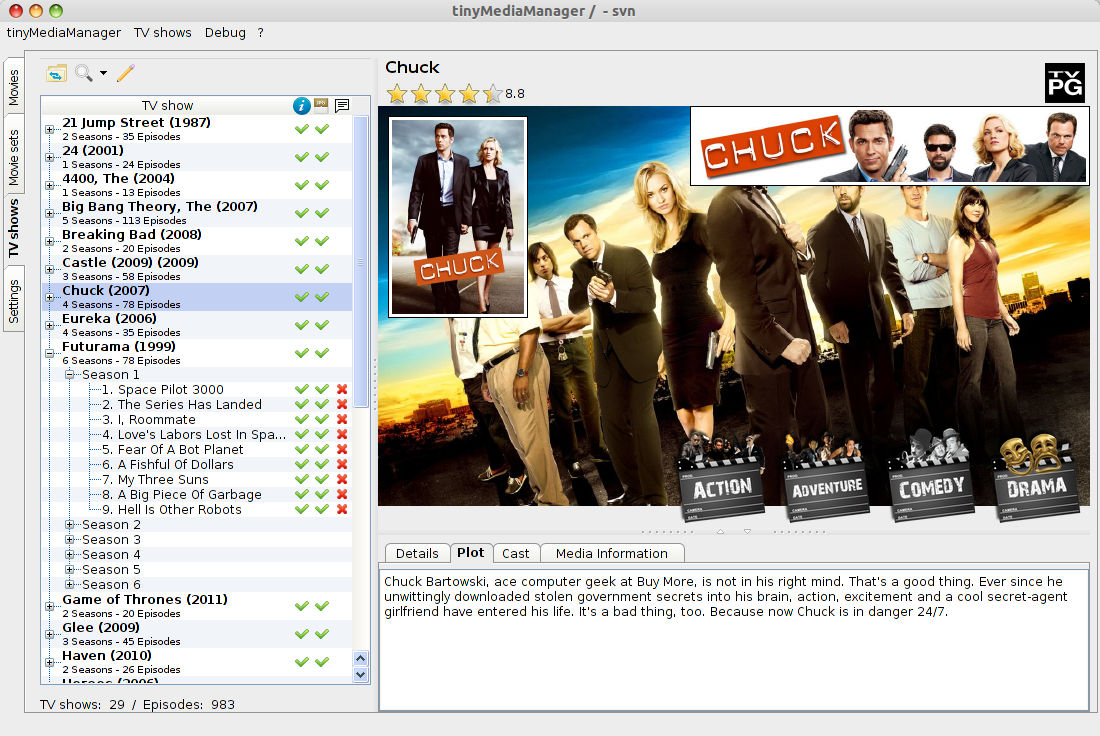 tinyMediaManager / - svn
tinyMediaManager TV shows Debug ?
Movies
Movie sets
TV shows
Settings
TV show
21 Jump Street (1987)
2 Seasons - 35 Episodes
24 (2001)
1 Seasons - 24 Episodes
4400, The (2004)
1 Seasons - 13 Episodes
Big Bang Theory, The (2007)
5 Seasons - 113 Episodes
Breaking Bad (2008)
2 Seasons - 20 Episodes
Castle (2009) (2009)
3 Seasons - 58 Episodes
Chuck (2007)
4 Seasons - 78 Episodes
Eureka (2006)
4 Seasons - 35 Episodes
Futurama (1999)
6 Seasons - 78 Episodes
Season 1
1. Space Pilot 3000
2. The Series Has Landed
3. I, Roommate
4. Love's Labors Lost In Spa...
5. Fear Of A Bot Planet
6. A Fishful Of Dollars
7. My Three Suns
8. A Big Piece Of Garbage
9. Hell Is Other Robots
Season 2
Season 3
Season 4
Season 5
Season 6
Game of Thrones (2011)
2 Seasons - 20 Episodes
Glee (2009)
3 Seasons - 45 Episodes
Haven (2010)
2 Seasons - 26 Episodes
Heroes (2006)
TV shows: 29 / Episodes: 983
Chuck
8.8
TV
PG
CHUCK
CHUCK
ACTION
ADVENTURE
COMEDY
DRAMA
Details Plot Cast Media Information
Chuck Bartowski, ace computer geek at Buy More, is not in his right mind. That's a good thing. Ever since he
unwittingly downloaded stolen government secrets into his brain, action, excitement and a cool secret-agent
girlfriend have entered his life. It's a bad thing, too. Because now Chuck is in danger 24/7.